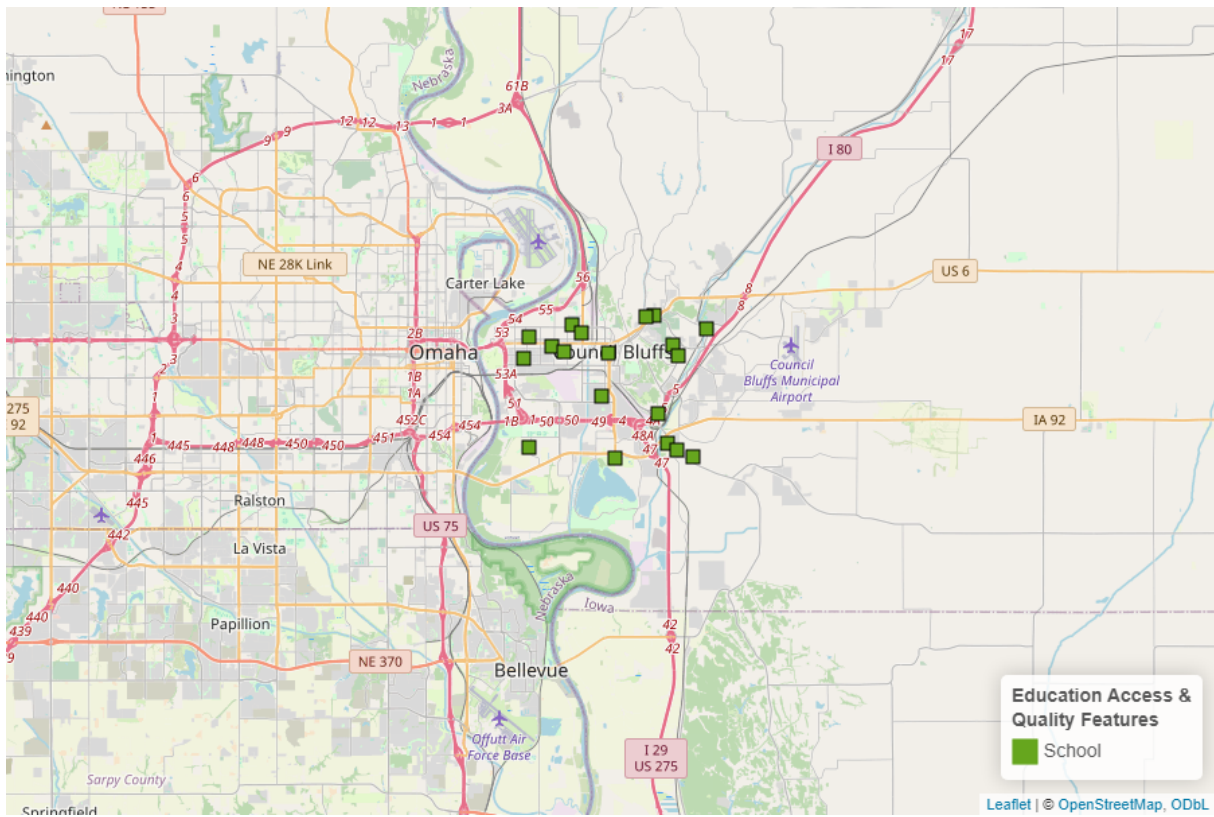 Nebraska
17
17
61B
3A
12
12
13
1
1
9
9
I 80
6
6
5
5
4
4
3
3
2
1
NE 28K Link
Carter Lake
56
55
54
53
US 6
8
8
2B
Omaha
Council Bluffs
Council
Bluffs Municipal
Airport
53A
1B
1A
51
5
275
92
452C
1B
1
50
50
49
4
48A
47
47
IA 92
1
445
448
448
450
450
451
454
454
446
445
Ralston
442
US 75
La Vista
440
440
439
Nebraska
Iowa
Papillion
42
42
NE 370
Bellevue
Offutt Air
Force Base
I 29
US 275
Sarpy County
Springfield
Education Access &
Quality Features
School
Leaflet | © OpenStreetMap, ODbL